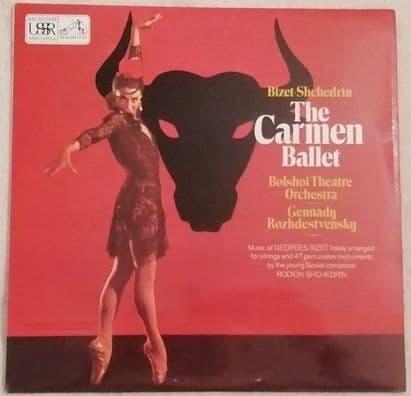 USSR
Bizet-Shchedrin
The
Carmen
Ballet
Bolshoi Theatre
Orchestra
Gennady
Rozhdestvensky
Music of GEORGES BIZET freely arranged
for strings and 47 percussion instruments
by the young Soviet composer
RODION SHCHEDRIN